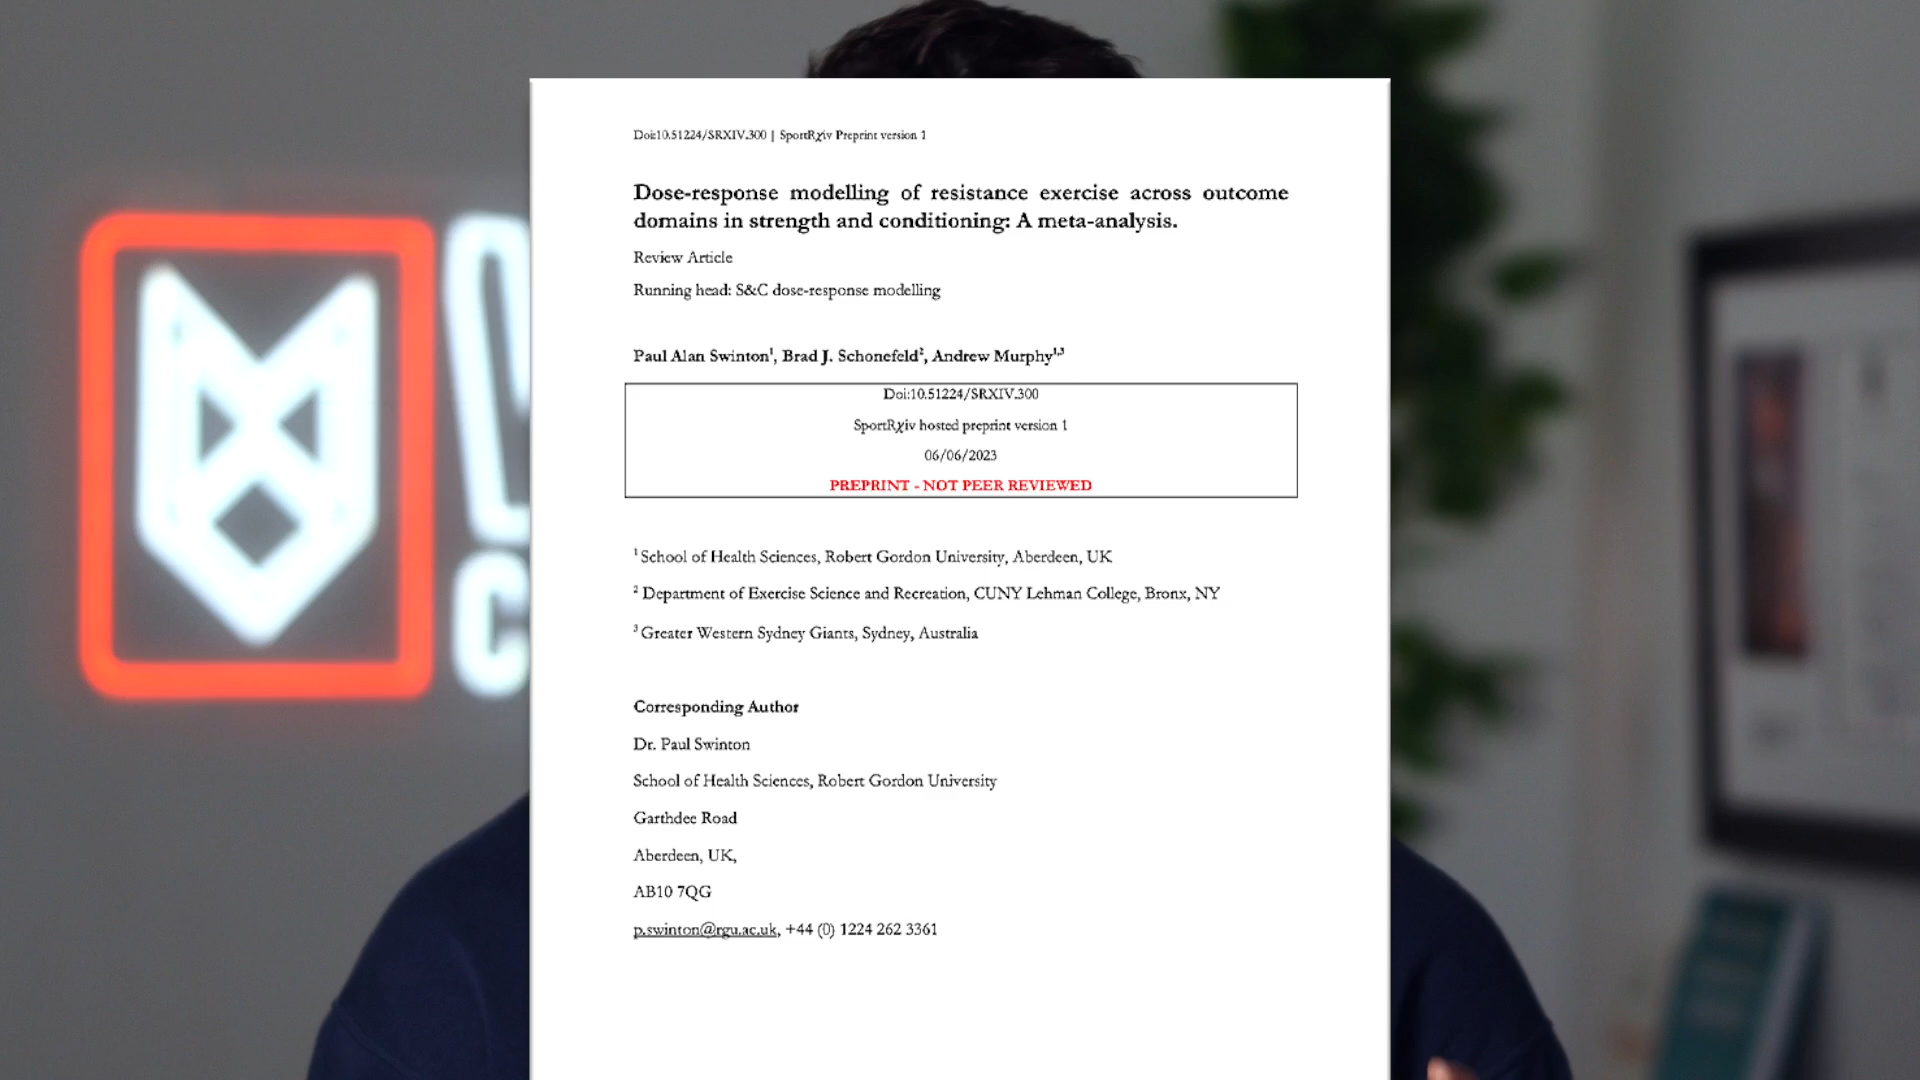 Doi:10.51224/SRXIV.300 | SportRχiv Preprint version 1
Dose-response modelling of resistance exercise across outcome
domains in strength and conditioning: A meta-analysis.
Review Article
Running head: S&C dose-response modelling
Paul Alan Swinton¹, Brad J. Schonefeld², Andrew Murphy¹,³
Doi:10.51224/SRXIV.300
SportRχiv hosted preprint version 1
06/06/2023
PREPRINT - NOT PEER REVIEWED
¹ School of Health Sciences, Robert Gordon University, Aberdeen, UK
² Department of Exercise Science and Recreation, CUNY Lehman College, Bronx, NY
³ Greater Western Sydney Giants, Sydney, Australia
Corresponding Author
Dr. Paul Swinton
School of Health Sciences, Robert Gordon University
Garthdee Road
Aberdeen, UK,
AB10 7QG
p.swinton@rgu.ac.uk, +44 (0) 1224 262 3361